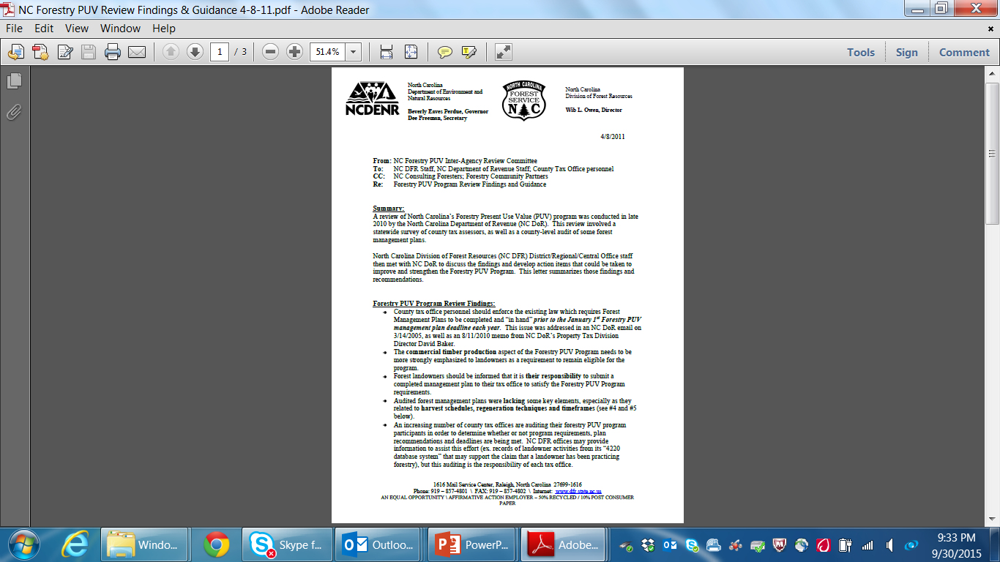 NC Forestry PUV Review Findings & Guidance 4-8-11.pdf - Adobe Reader
File Edit View Window Help
1 / 3 51.4% Tools Sign Comment
NCDENR
North Carolina
Department of Environment and
Natural Resources
Beverly Eaves Perdue, Governor
Dee Freeman, Secretary
NORTH CAROLINA
FOREST
SERVICE
N C
North Carolina
Division of Forest Resources
Wib L. Owen, Director
4/8/2011
From: NC Forestry PUV Inter-Agency Review Committee
To: NC DFR Staff, NC Department of Revenue Staff; County Tax Office personnel
CC: NC Consulting Foresters; Forestry Community Partners
Re: Forestry PUV Program Review Findings and Guidance
Summary:
A review of North Carolina's Forestry Present Use Value (PUV) program was conducted in late
2010 by the North Carolina Department of Revenue (NC DoR). This review involved a
statewide survey of county tax assessors, as well as a county-level audit of some forest
management plans.
North Carolina Division of Forest Resources (NC DFR) District/Regional/Central Office staff
then met with NC DoR to discuss the findings and develop action items that could be taken to
improve and strengthen the Forestry PUV Program. This letter summarizes those findings and
recommendations.
Forestry PUV Program Review Findings:
• County tax office personnel should enforce the existing law which requires Forest
Management Plans to be completed and "in hand" prior to the January 1st Forestry PUV
management plan deadline each year. This issue was addressed in an NC DoR email on
3/14/2005, as well as an 8/11/2010 memo from NC DoR's Property Tax Division
Director David Baker.
• The commercial timber production aspect of the Forestry PUV Program needs to be
more strongly emphasized to landowners as a requirement to remain eligible for the
program.
• Forest landowners should be informed that it is their responsibility to submit a
completed management plan to their tax office to satisfy the Forestry PUV Program
requirements.
• Audited forest management plans were lacking some key elements, especially as they
related to harvest schedules, regeneration techniques and timeframes (see #4 and #5
below).
• An increasing number of county tax offices are auditing their forestry PUV program
participants in order to determine whether or not program requirements, plan
recommendations and deadlines are being met. NC DFR offices may provide
information to assist this effort (ex. records of landowner activities from its "4220
database system" that may support the claim that a landowner has been practicing
forestry), but this auditing is the responsibility of each tax office.
1616 Mail Service Center, Raleigh, North Carolina 27699-1616
Phone: 919 – 857-4801 \ FAX: 919 – 857-4802 \ Internet: www.dfr.state.nc.us
AN EQUAL OPPORTUNITY \ AFFIRMATIVE ACTION EMPLOYER – 50% RECYCLED / 10% POST CONSUMER
PAPER
Windo... Skype f... Outloo... PowerP... Adobe...
9:33 PM
9/30/2015